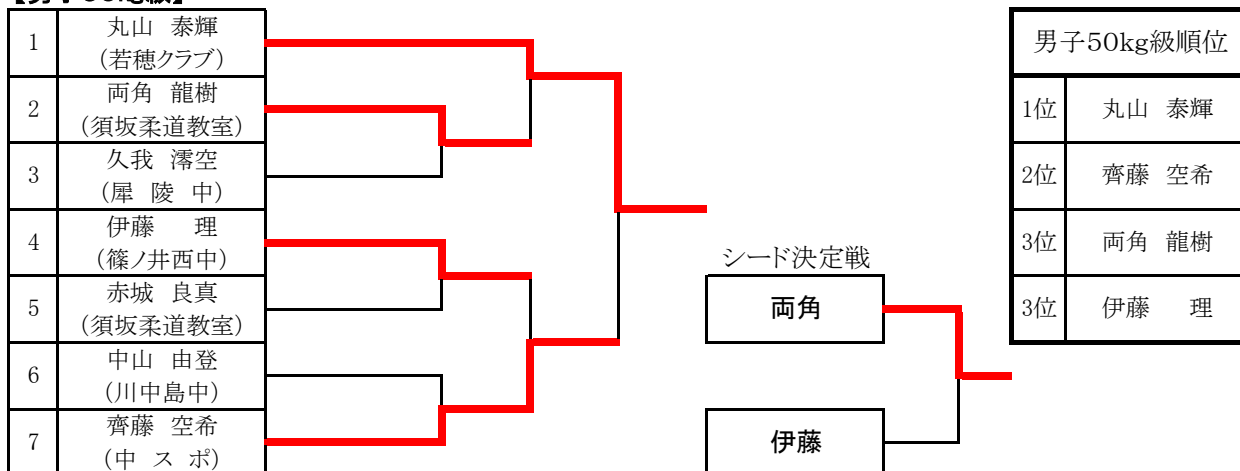 1
丸山 泰輝
(若穂クラブ)
2
両角 龍樹
(須坂柔道教室)
3
久我 澪空
(犀 陵 中)
4
伊藤 理
(篠ノ井西中)
5
赤城 良真
(須坂柔道教室)
6
中山 由登
(川中島中)
7
齊藤 空希
(中 ス ポ)
シード決定戦
両角
伊藤
男子50kg級順位
1位 丸山 泰輝
2位 齊藤 空希
3位 両角 龍樹
3位 伊藤 理